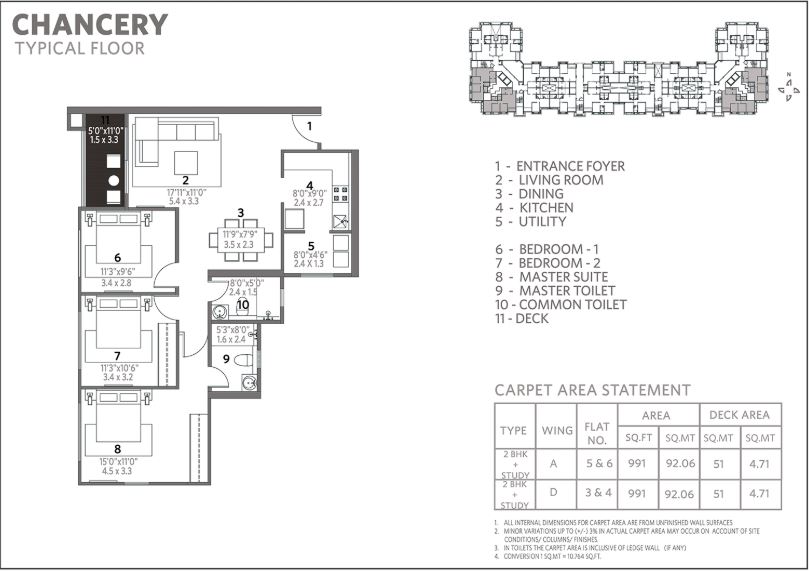 CHANCERY
TYPICAL FLOOR
N
11
5'0"x11'0"
1.5 x 3.3
1
2
17'11"x11'0"
5.4 x 3.3
4
8'0"x9'0"
2.4 x 2.7
3
11'9"x7'9"
3.5 x 2.3
5
8'0"x4'6"
2.4 X 1.3
6
11'3"x9'6"
3.4 x 2.8
8'0"x5'0"
2.4 x 1.5
10
5'3"x8'0"
1.6 x 2.4
9
7
11'3"x10'6"
3.4 x 3.2
8
15'0"x11'0"
4.5 x 3.3
1 - ENTRANCE FOYER
2 - LIVING ROOM
3 - DINING
4 - KITCHEN
5 - UTILITY
6 - BEDROOM - 1
7 - BEDROOM - 2
8 - MASTER SUITE
9 - MASTER TOILET
10 - COMMON TOILET
11 - DECK
CARPET AREA STATEMENT
TYPE WING FLAT NO. AREA DECK AREA
SQ.FT SQ.MT SQ.MT SQ.MT
2 BHK + STUDY A 5 & 6 991 92.06 51 4.71
2 BHK + STUDY D 3 & 4 991 92.06 51 4.71
1. ALL INTERNAL DIMENSIONS FOR CARPET AREA ARE FROM UNFINISHED WALL SURFACES
2. MINOR VARIATIONS UP TO (+/-) 3% IN ACTUAL CARPET AREA MAY OCCUR ON ACCOUNT OF SITE
CONDITIONS/ COLUMNS/ FINISHES.
3. IN TOILETS THE CARPET AREA IS INCLUSIVE OF LEDGE WALL (IF ANY)
4. CONVERSION 1 SQ.MT = 10.764 SQ.FT.